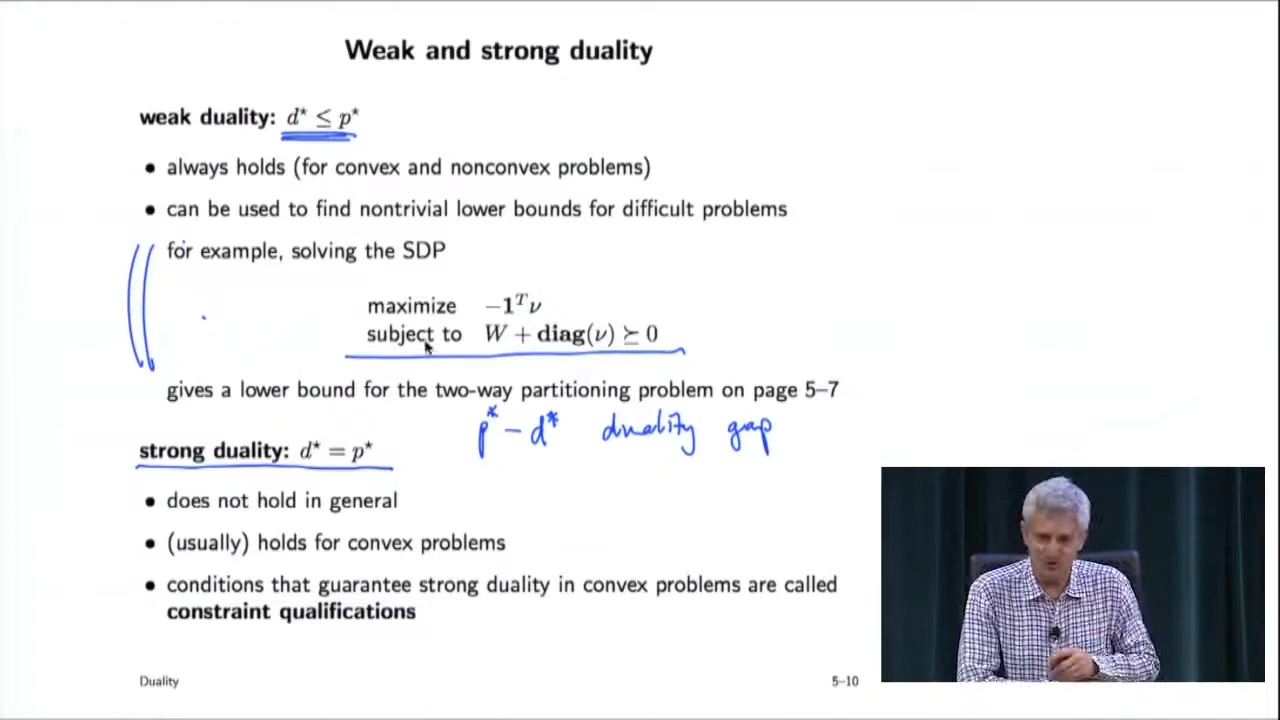 Weak and strong duality
weak duality: d⋆ ≤ p⋆
• always holds (for convex and nonconvex problems)
• can be used to find nontrivial lower bounds for difficult problems
for example, solving the SDP
maximize −1ᵀν
subject to W + diag(ν) ⪰ 0
gives a lower bound for the two-way partitioning problem on page 5–7
p* − d* duality gap
strong duality: d⋆ = p⋆
• does not hold in general
• (usually) holds for convex problems
• conditions that guarantee strong duality in convex problems are called
constraint qualifications
Duality 5–10